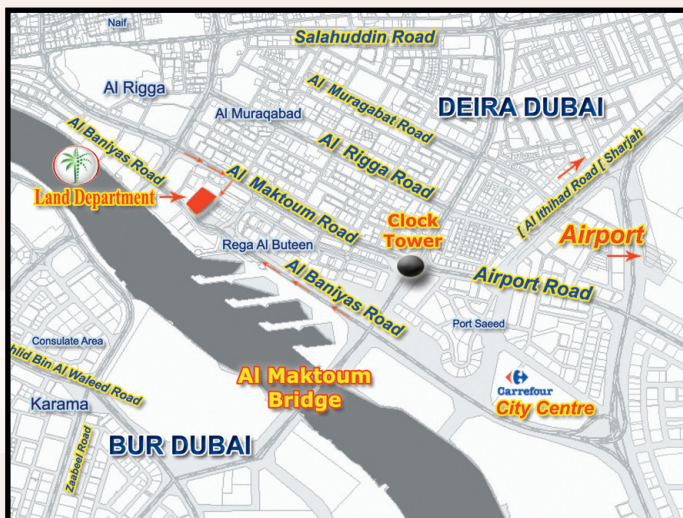 Naif
Salahuddin Road
Al Rigga
Al Muraqabad
Al Muragabat Road
DEIRA DUBAI
Al Baniyas Road
Al Rigga Road
Land Department
Al Maktoum Road
[ Al Ithihad Road [ Sharjah
Clock
Tower
Airport
Rega Al Buteen
Al Baniyas Road
Airport Road
Port Saeed
Consulate Area
hlid Bin Al Waleed Road
Al Maktoum
Bridge
Carrefour
City Centre
Karama
BUR DUBAI
Zaabeel Road